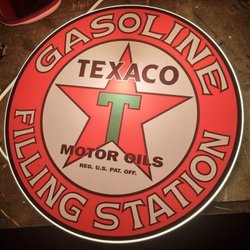 GASOLINE
TEXACO
T
MOTOR OILS
REG. U.S. PAT. OFF.
FILLING STATION